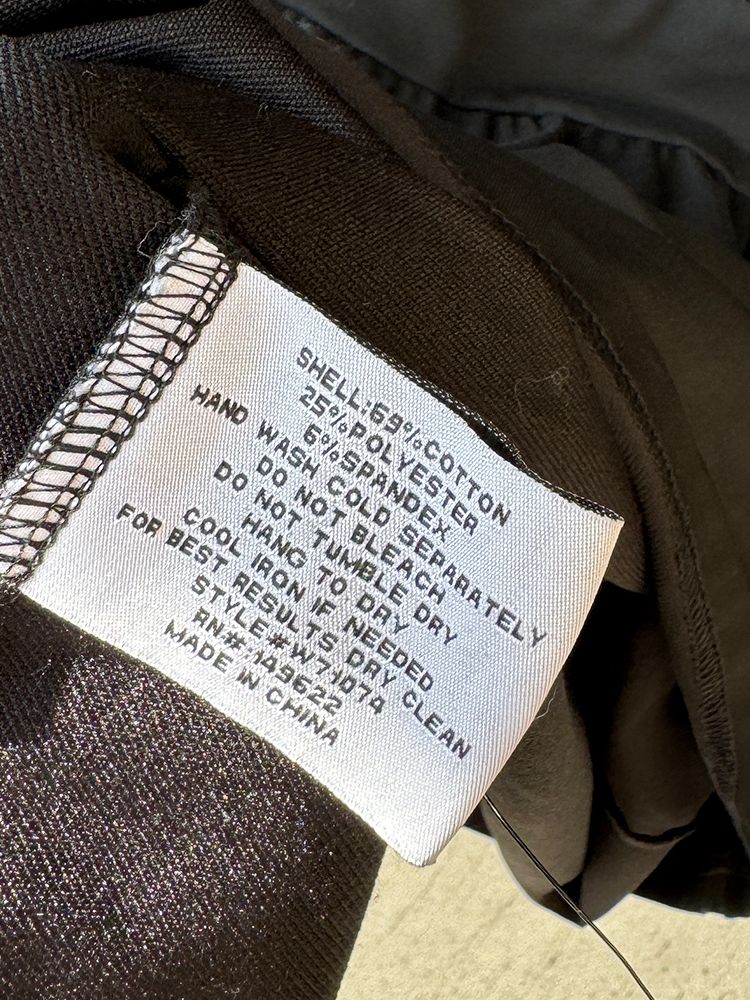 SHELL:69%COTTON
25%POLYESTER
6%SPANDEX
HAND WASH COLD SEPARATELY
DO NOT BLEACH
DO NOT TUMBLE DRY
HANG TO DRY
COOL IRON IF NEEDED
FOR BEST RESULTS DRY CLEAN
STYLE:#W71074
RN#:149622
MADE IN CHINA